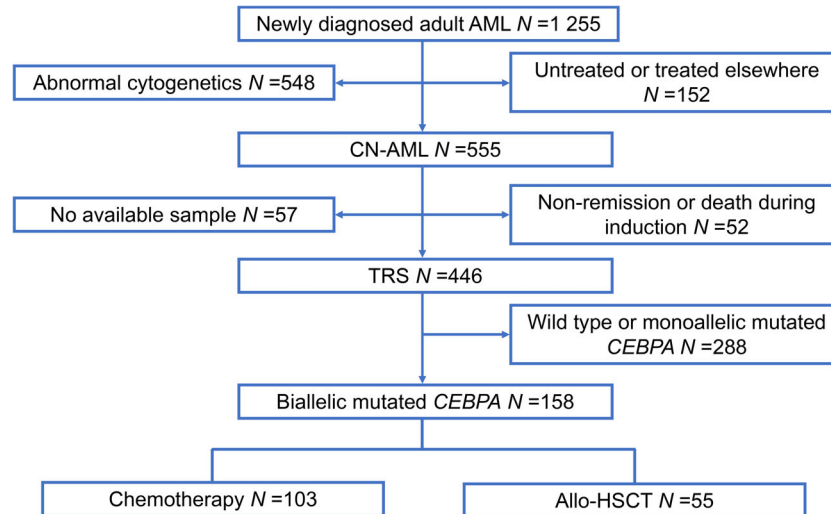 Newly diagnosed adult AML N =1 255
Abnormal cytogenetics N =548
Untreated or treated elsewhere
N =152
CN-AML N =555
No available sample N =57
Non-remission or death during
induction N =52
TRS N =446
Wild type or monoallelic mutated
CEBPA N =288
Biallelic mutated CEBPA N =158
Chemotherapy N =103
Allo-HSCT N =55